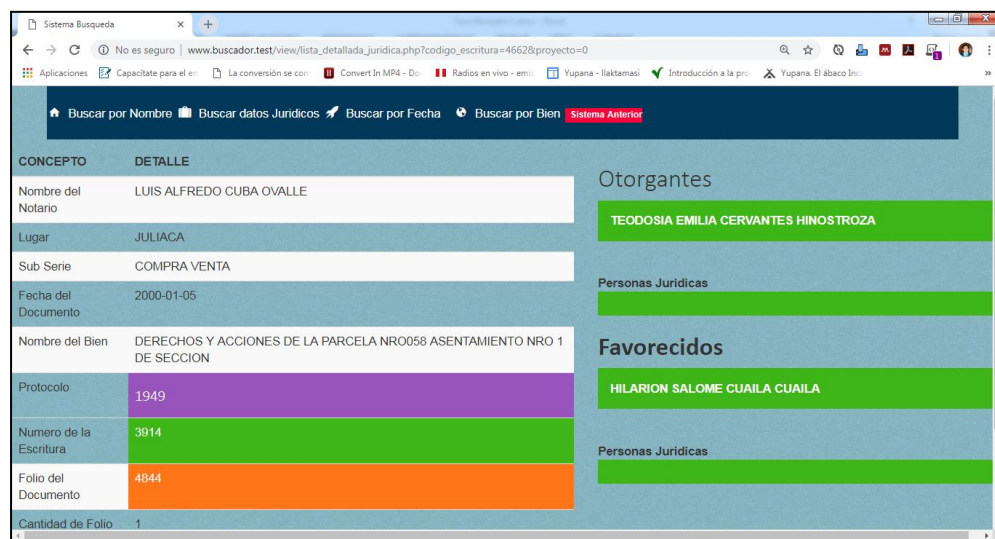 Sistema Busqueda
No es seguro | www.buscador.test/view/lista_detallada_juridica.php?codigo_escritura=4662&proyecto=0
Aplicaciones Capacítate para el en La conversión se con Convert In MP4 - Do Radios en vivo - emi Yupana - Ilaktamasi Introducción a la pro Yupana. El ábaco Inc
Buscar por Nombre Buscar datos Juridicos Buscar por Fecha Buscar por Bien Sistema Anterior
CONCEPTO DETALLE
Nombre del Notario LUIS ALFREDO CUBA OVALLE
Lugar JULIACA
Sub Serie COMPRA VENTA
Fecha del Documento 2000-01-05
Nombre del Bien DERECHOS Y ACCIONES DE LA PARCELA NRO058 ASENTAMIENTO NRO 1
DE SECCION
Protocolo 1949
Numero de la Escritura 3914
Folio del Documento 4844
Cantidad de Folio 1
Otorgantes
TEODOSIA EMILIA CERVANTES HINOSTROZA
Personas Juridicas
Favorecidos
HILARION SALOME CUAILA CUAILA
Personas Juridicas